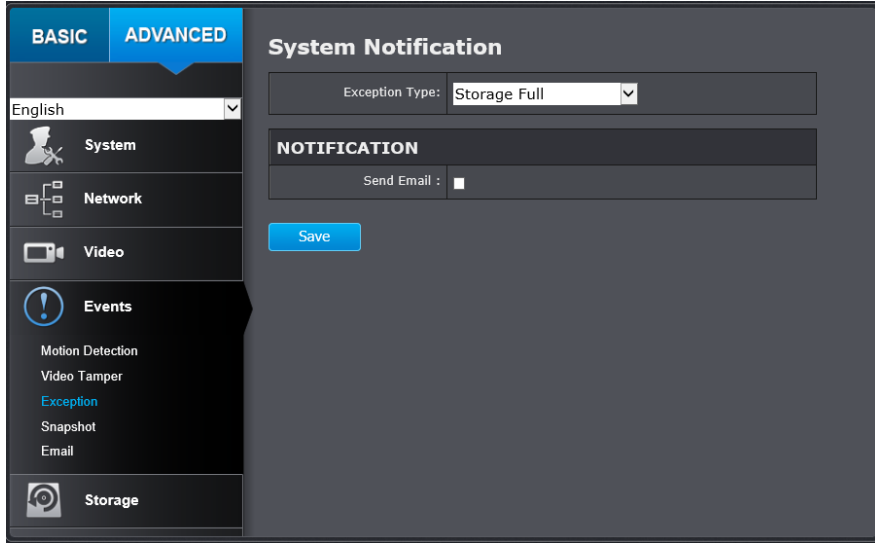 BASIC
ADVANCED
English
System
Network
Video
Events
Motion Detection
Video Tamper
Exception
Snapshot
Email
Storage
System Notification
Exception Type: Storage Full
NOTIFICATION
Send Email :
Save